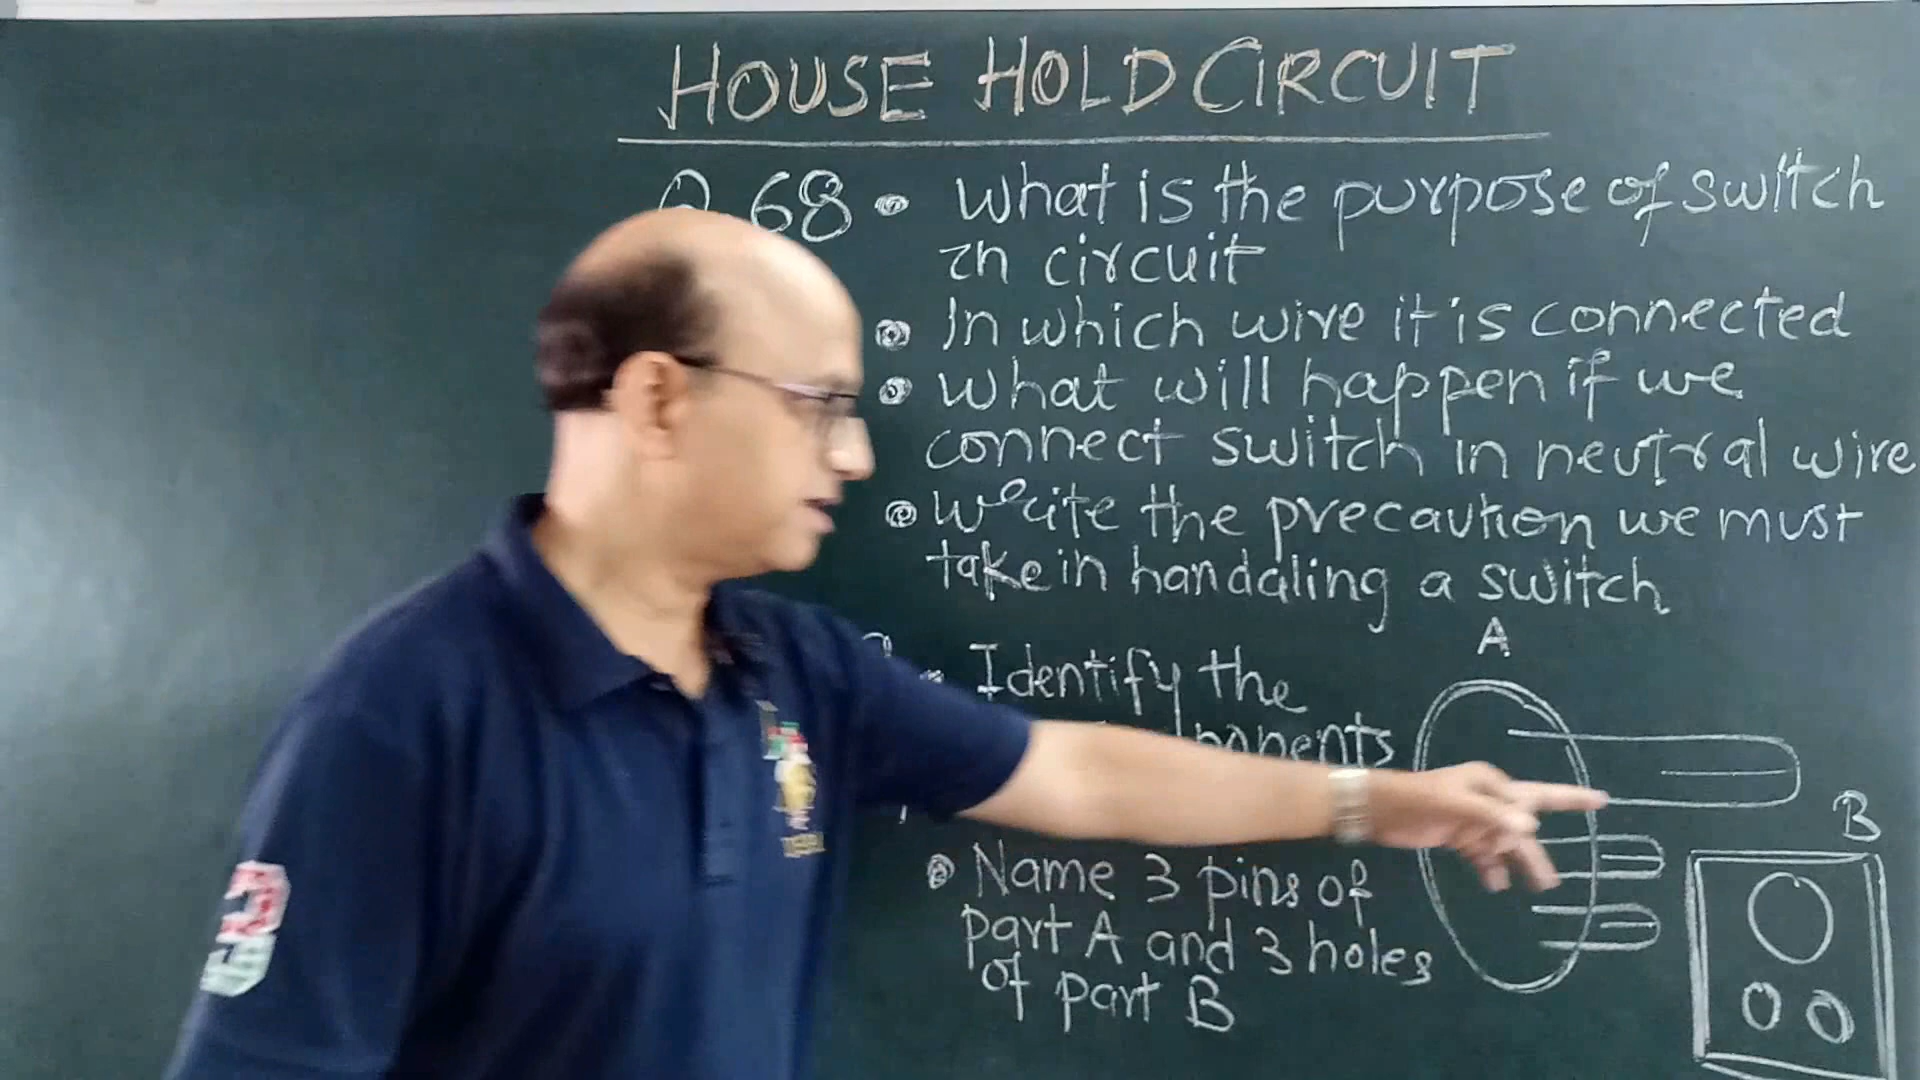 HOUSE HOLD CIRCUIT
Q. 68 • What is the purpose of switch
in circuit
• In which wire it is connected
• What will happen if we
connect switch in neutral wire
• Write the precaution we must
take in handaling a switch
A
Identify the
B
• Name 3 pins of
part A and 3 holes
of part B